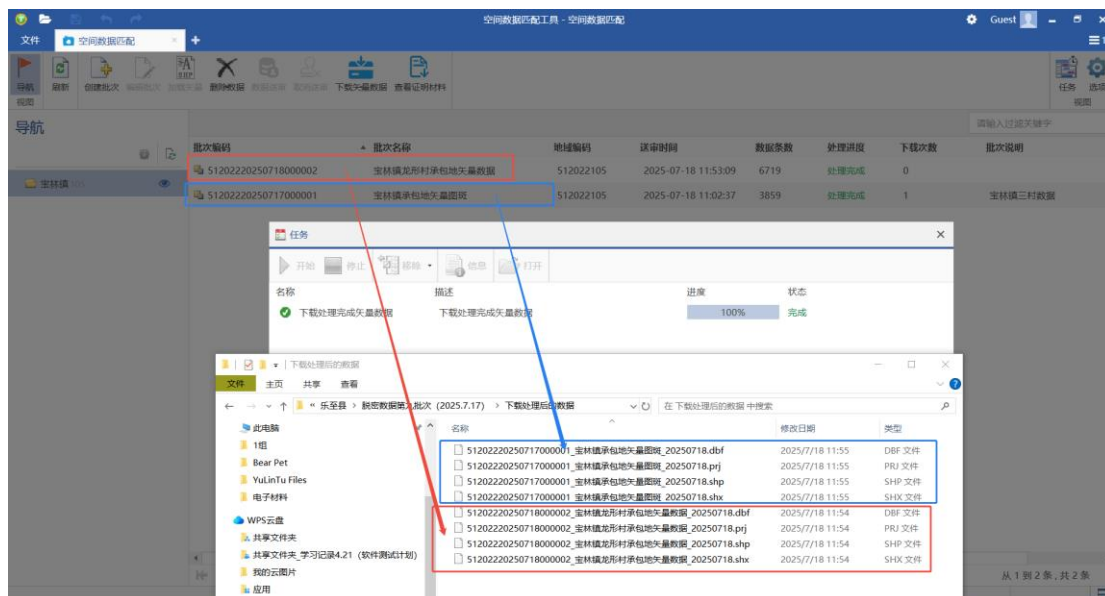 空间数据匹配工具 - 空间数据匹配
Guest
文件 空间数据匹配
导航 刷新 创建批次 编辑批次 删除数据 下载矢量数据 查看证明材料 任务 选项
视图 视图
导航
请输入过滤关键字
批次编码 批次名称 地域编码 送审时间 数据条数 处理进度 下载次数 批次说明
51202220250718000002 宝林镇龙形村承包地矢量数据 512022105 2025-07-18 11:53:09 6719 处理完成 0
宝林镇
51202220250717000001 宝林镇承包地矢量图斑 512022105 2025-07-18 11:02:37 3859 处理完成 1 宝林镇三村数据
任务
开始 停止 移除 信息 打开
名称 描述 进度 状态
下载处理完成矢量数据 下载处理完成矢量数据 100% 完成
下载处理后的数据
文件 主页 共享 查看
« 乐至县 › 脱密数据第九批次 (2025.7.17) › 下载处理后的数据 在 下载处理后的数据 中搜索
此电脑
1组
Bear Pet
YuLinTu Files
电子材料
WPS云盘
共享文件夹
共享文件夹_学习记录4.21 (软件测试计划)
我的云图片
应用
名称 修改日期 类型
51202220250717000001_宝林镇承包地矢量图斑_20250718.dbf 2025/7/18 11:55 DBF 文件
51202220250717000001_宝林镇承包地矢量图斑_20250718.prj 2025/7/18 11:55 PRJ 文件
51202220250717000001_宝林镇承包地矢量图斑_20250718.shp 2025/7/18 11:55 SHP 文件
51202220250717000001_宝林镇承包地矢量图斑_20250718.shx 2025/7/18 11:55 SHX 文件
51202220250718000002_宝林镇龙形村承包地矢量数据_20250718.dbf 2025/7/18 11:54 DBF 文件
51202220250718000002_宝林镇龙形村承包地矢量数据_20250718.prj 2025/7/18 11:54 PRJ 文件
51202220250718000002_宝林镇龙形村承包地矢量数据_20250718.shp 2025/7/18 11:54 SHP 文件
51202220250718000002_宝林镇龙形村承包地矢量数据_20250718.shx 2025/7/18 11:54 SHX 文件
从 1 到 2 条,共 2 条